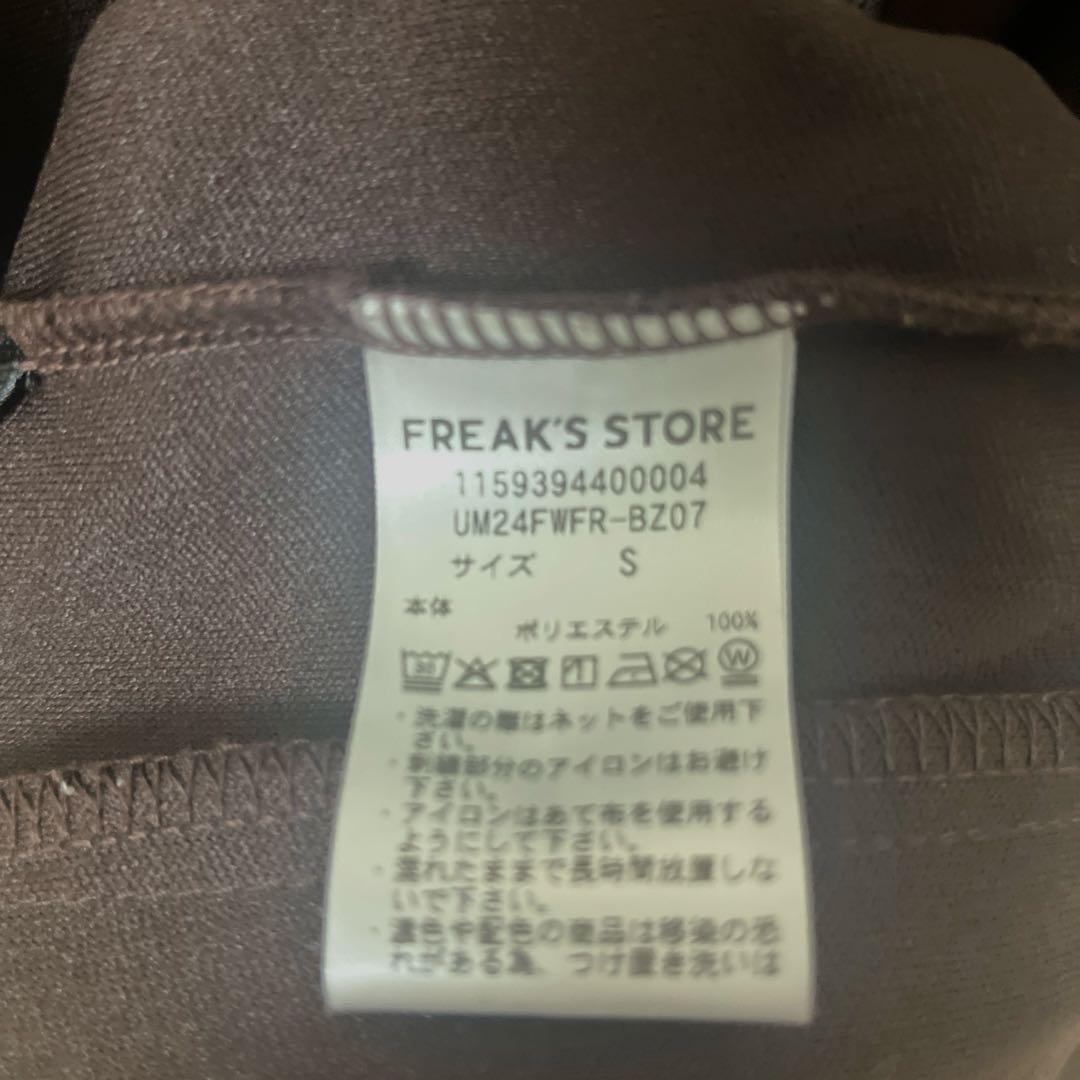 FREAK'S STORE
1159394400004
UM24FWFR-BZ07
サイズ S
本体
ポリエステル 100%
30 W
・洗濯の際はネットをご使用下
さい。
・刺繍部分のアイロンはお避け
下さい。
・アイロンはあて布を使用する
ようにして下さい。
・濡れたままで長時間放置しな
いで下さい。
・濃色や配色の商品は移染の恐
れがある為、つけ置き洗いは